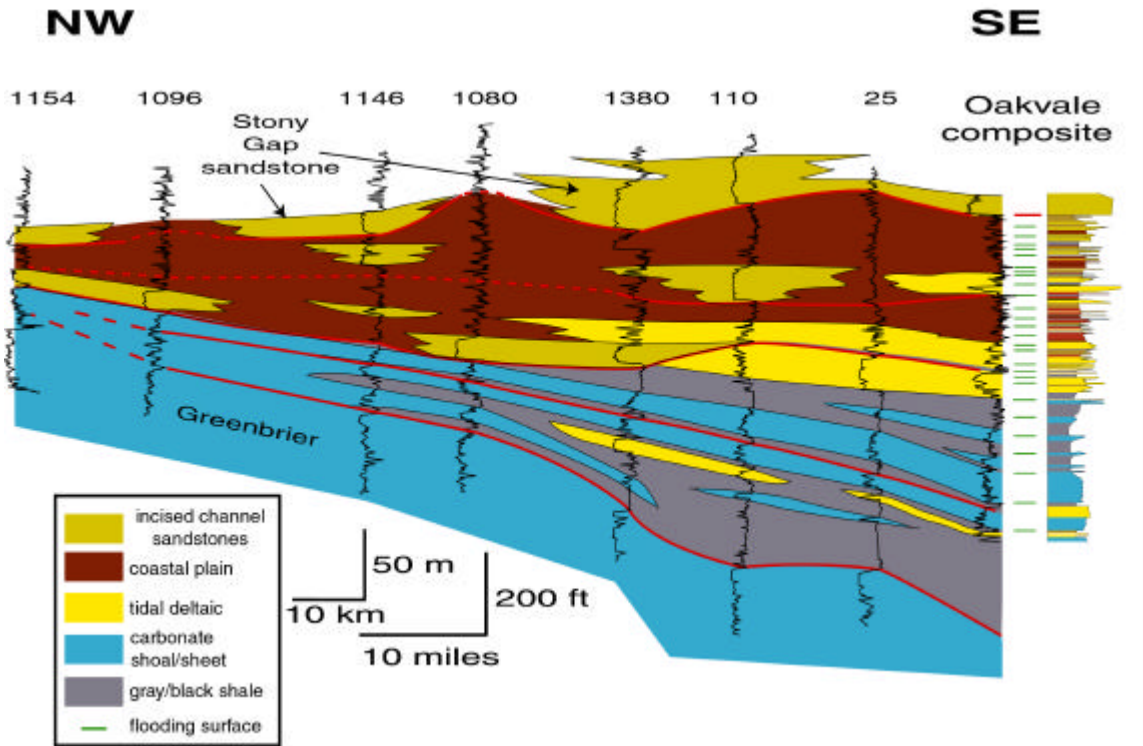 NW
SE
1154
1096
1146
1080
1380
110
25
Oakvale
composite
Stony
Gap
sandstone
Greenbrier
incised channel
sandstones
coastal plain
tidal deltaic
carbonate
shoal/sheet
gray/black shale
flooding surface
50 m
10 km
200 ft
10 miles